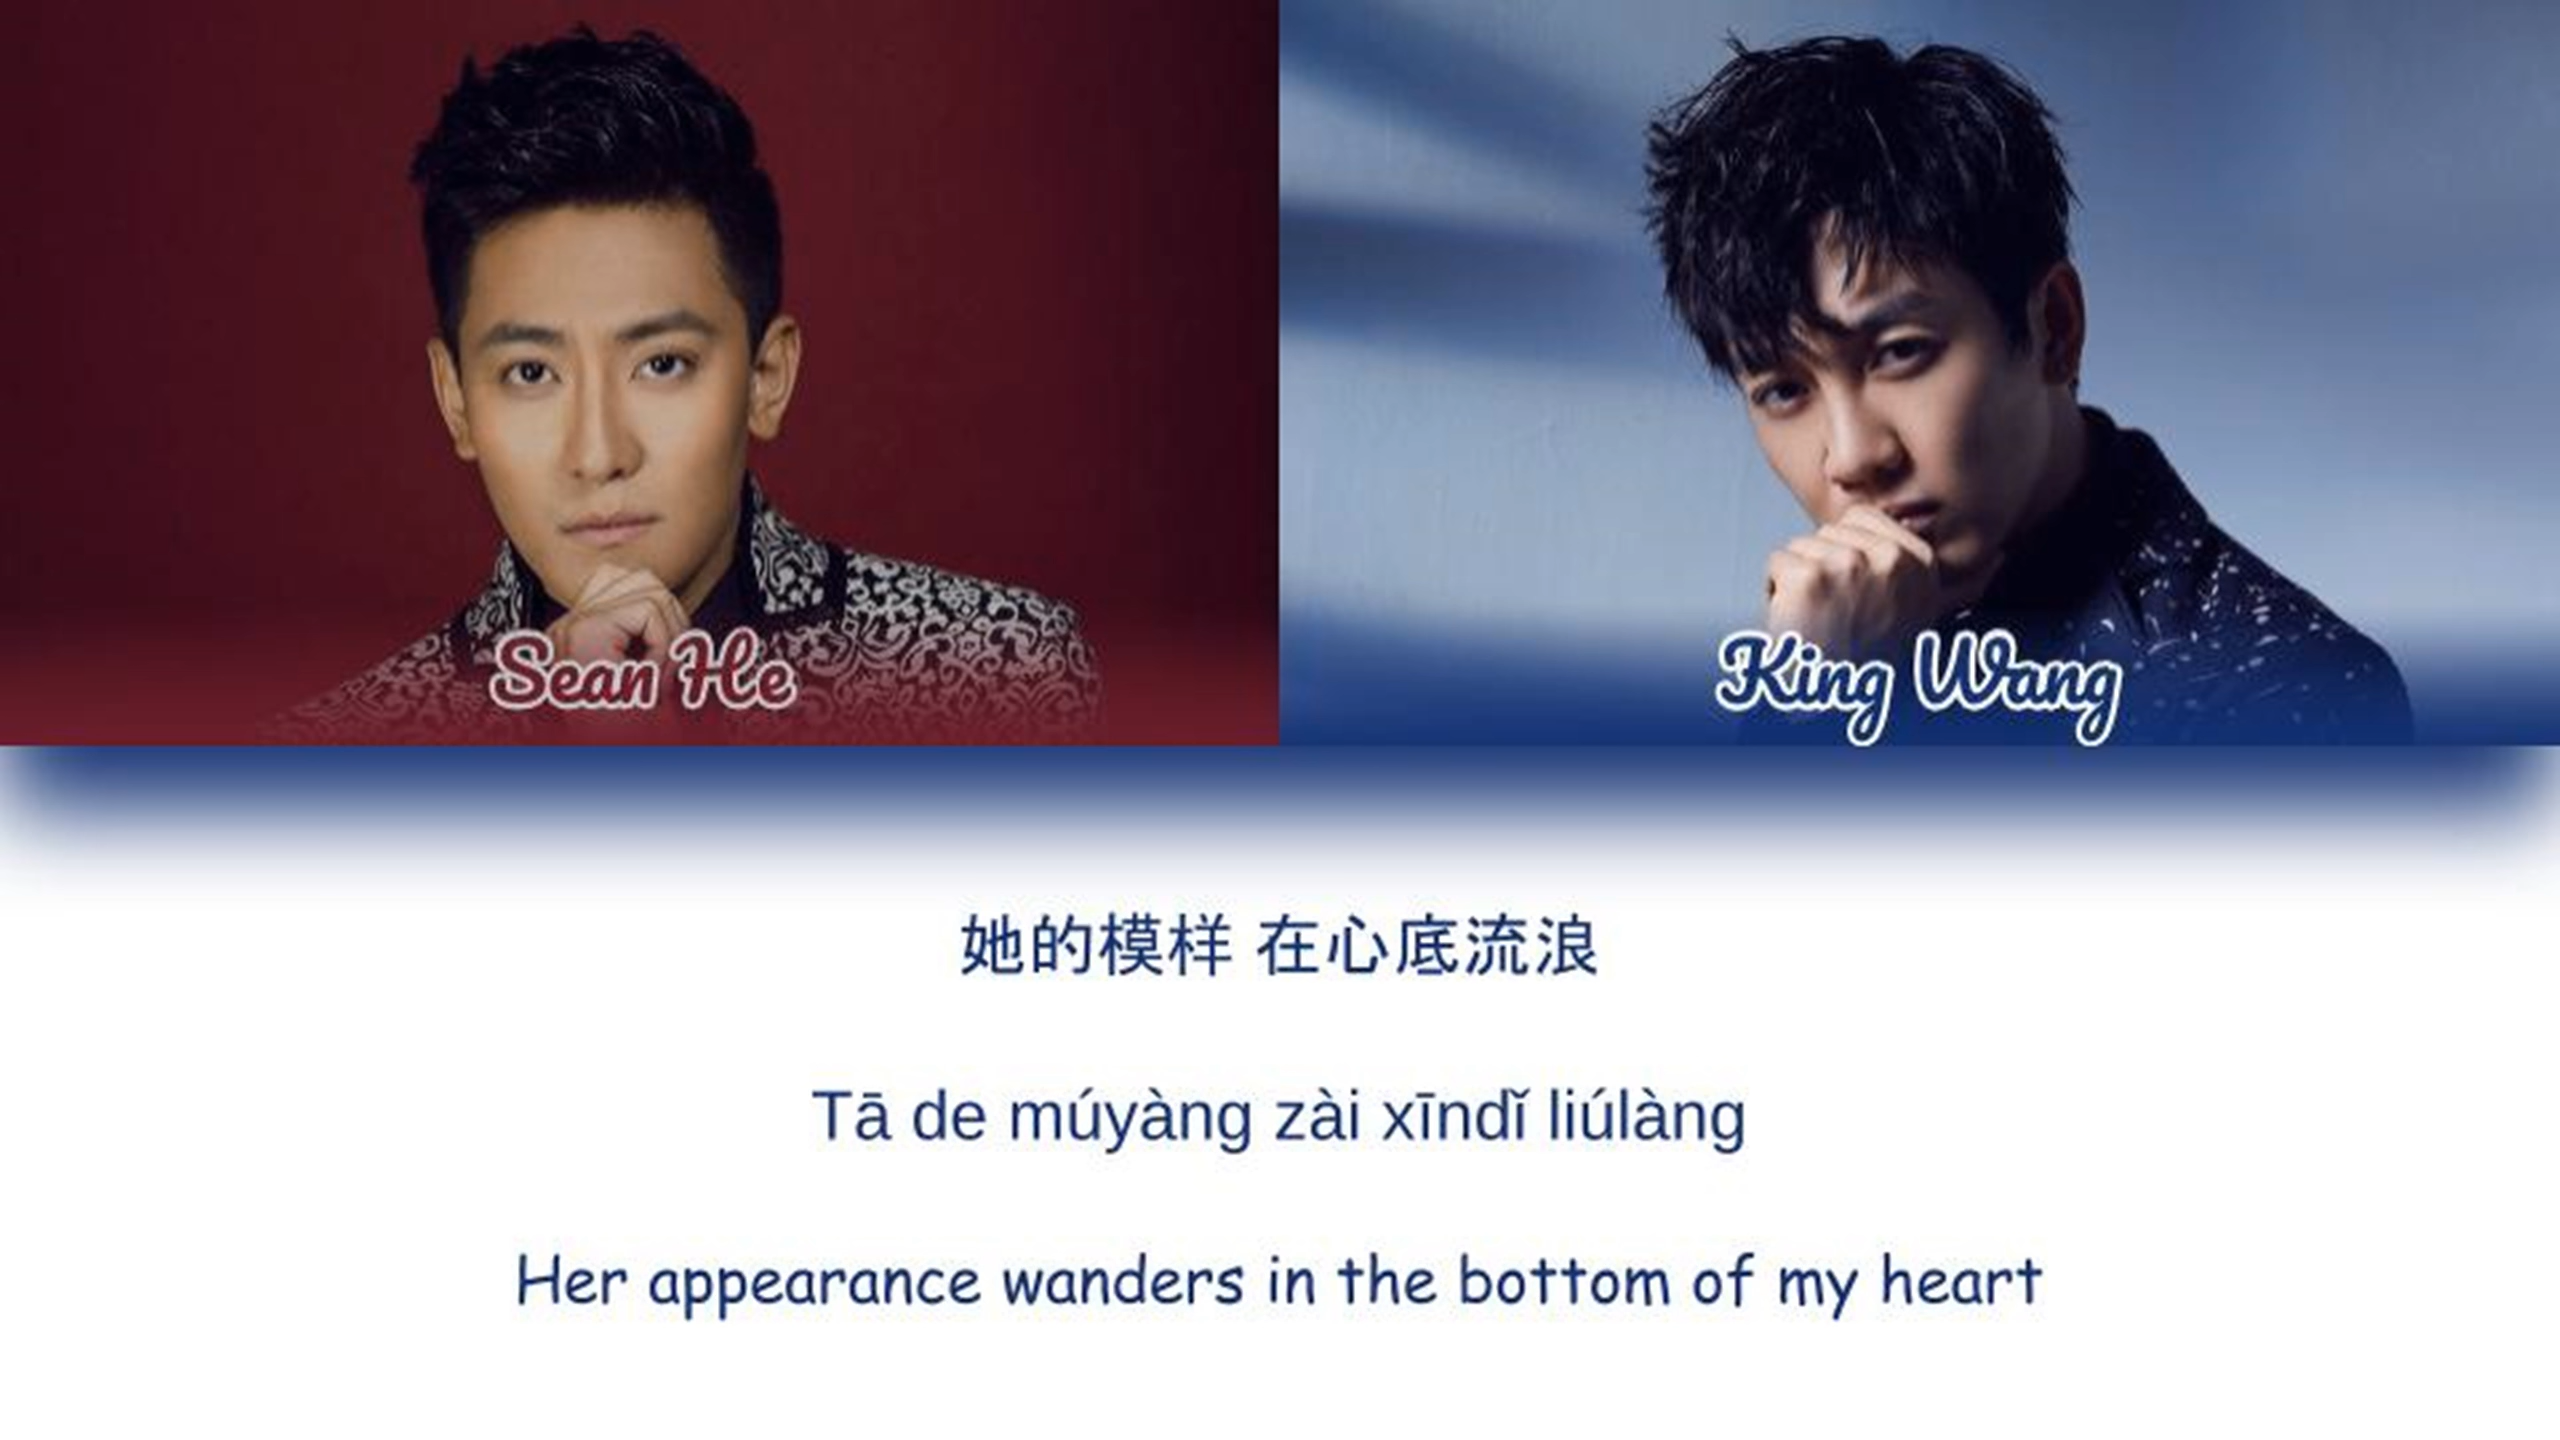 Sean He
King Wang
她的模样 在心底流浪
Tā de múyàng zài xīndǐ liúlàng
Her appearance wanders in the bottom of my heart